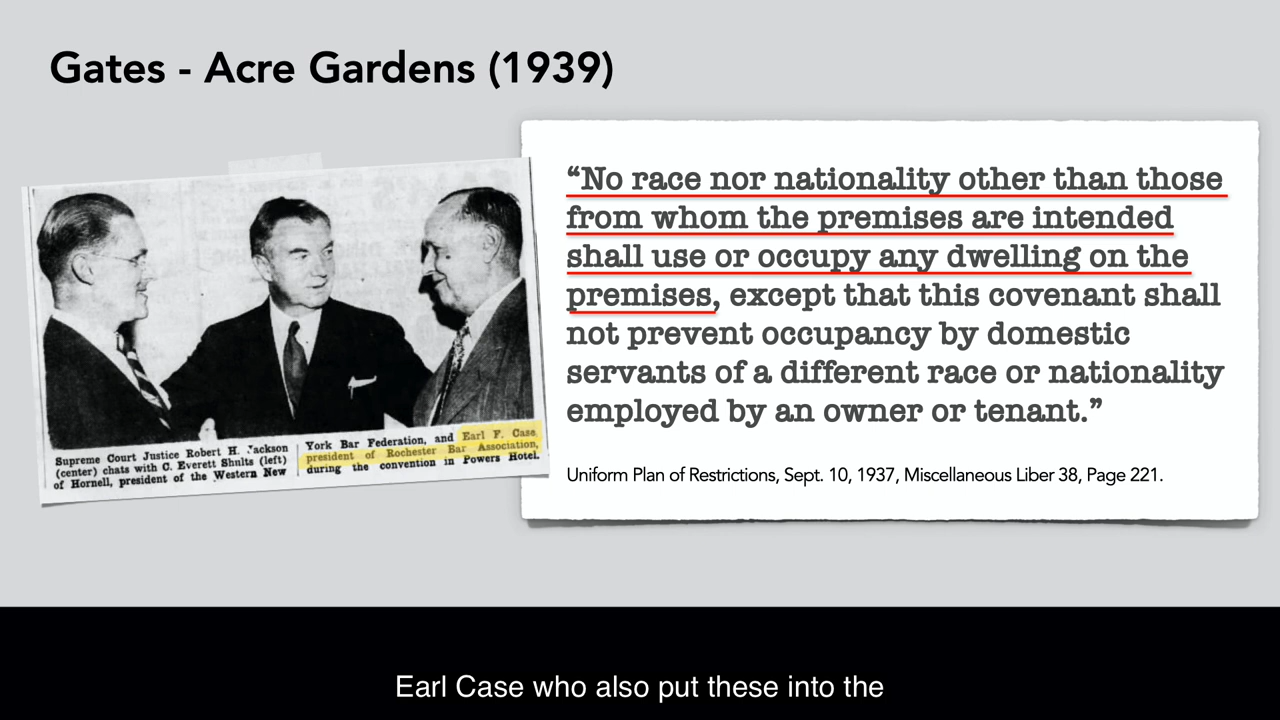 Gates - Acre Gardens (1939)
“No race nor nationality other than those
from whom the premises are intended
shall use or occupy any dwelling on the
premises, except that this covenant shall
not prevent occupancy by domestic
servants of a different race or nationality
employed by an owner or tenant.”
Uniform Plan of Restrictions, Sept. 10, 1937, Miscellaneous Liber 38, Page 221.
Supreme Court Justice Robert H. Jackson
(center) chats with C. Everett Shults (left)
of Hornell, president of the Western New
York Bar Federation, and Earl F. Case,
president of Rochester Bar Association,
during the convention in Powers Hotel.
Earl Case who also put these into the